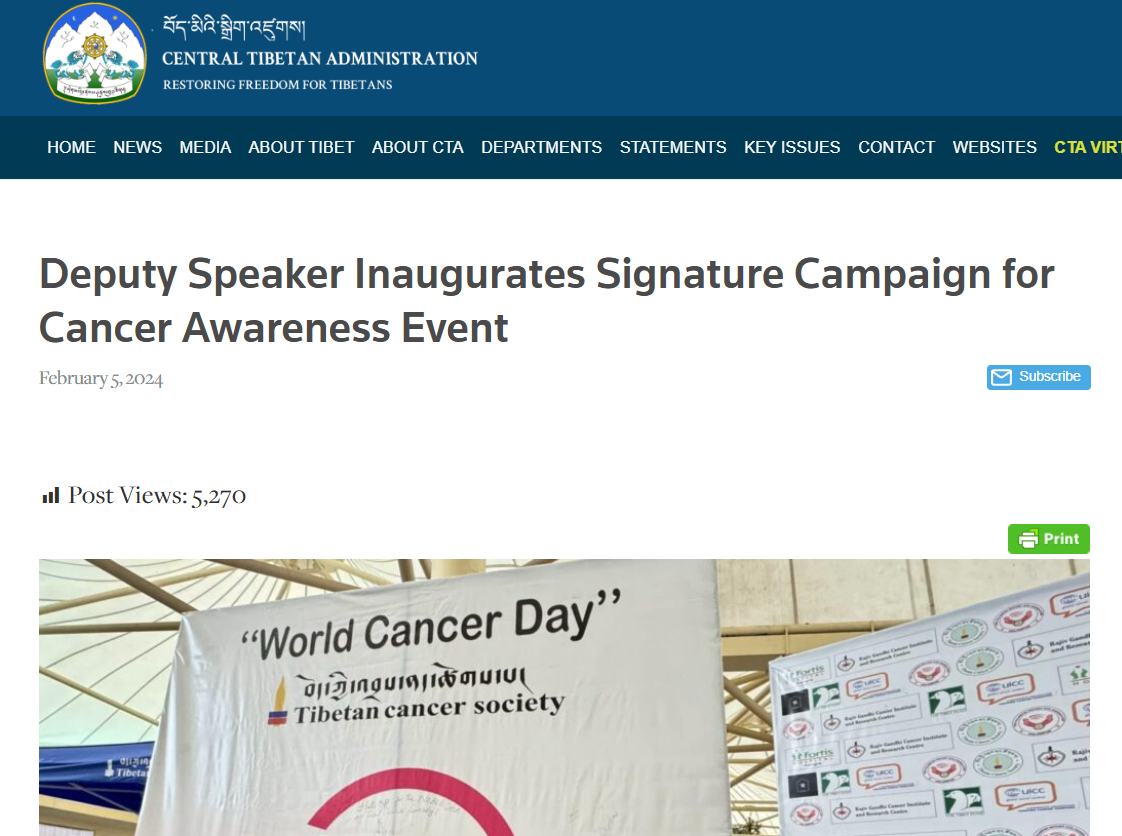 བོད་མིའི་སྒྲིག་འཛུགས།
CENTRAL TIBETAN ADMINISTRATION
RESTORING FREEDOM FOR TIBETANS
HOME NEWS MEDIA ABOUT TIBET ABOUT CTA DEPARTMENTS STATEMENTS KEY ISSUES CONTACT WEBSITES CTA VIRT
Deputy Speaker Inaugurates Signature Campaign for
Cancer Awareness Event
February 5, 2024
Subscribe
Post Views: 5,270
Print
“World Cancer Day”
Tibetan cancer society
Tibeta
fortis
Rajiv Gandhi Cancer Institute
and Research Centre
UICC